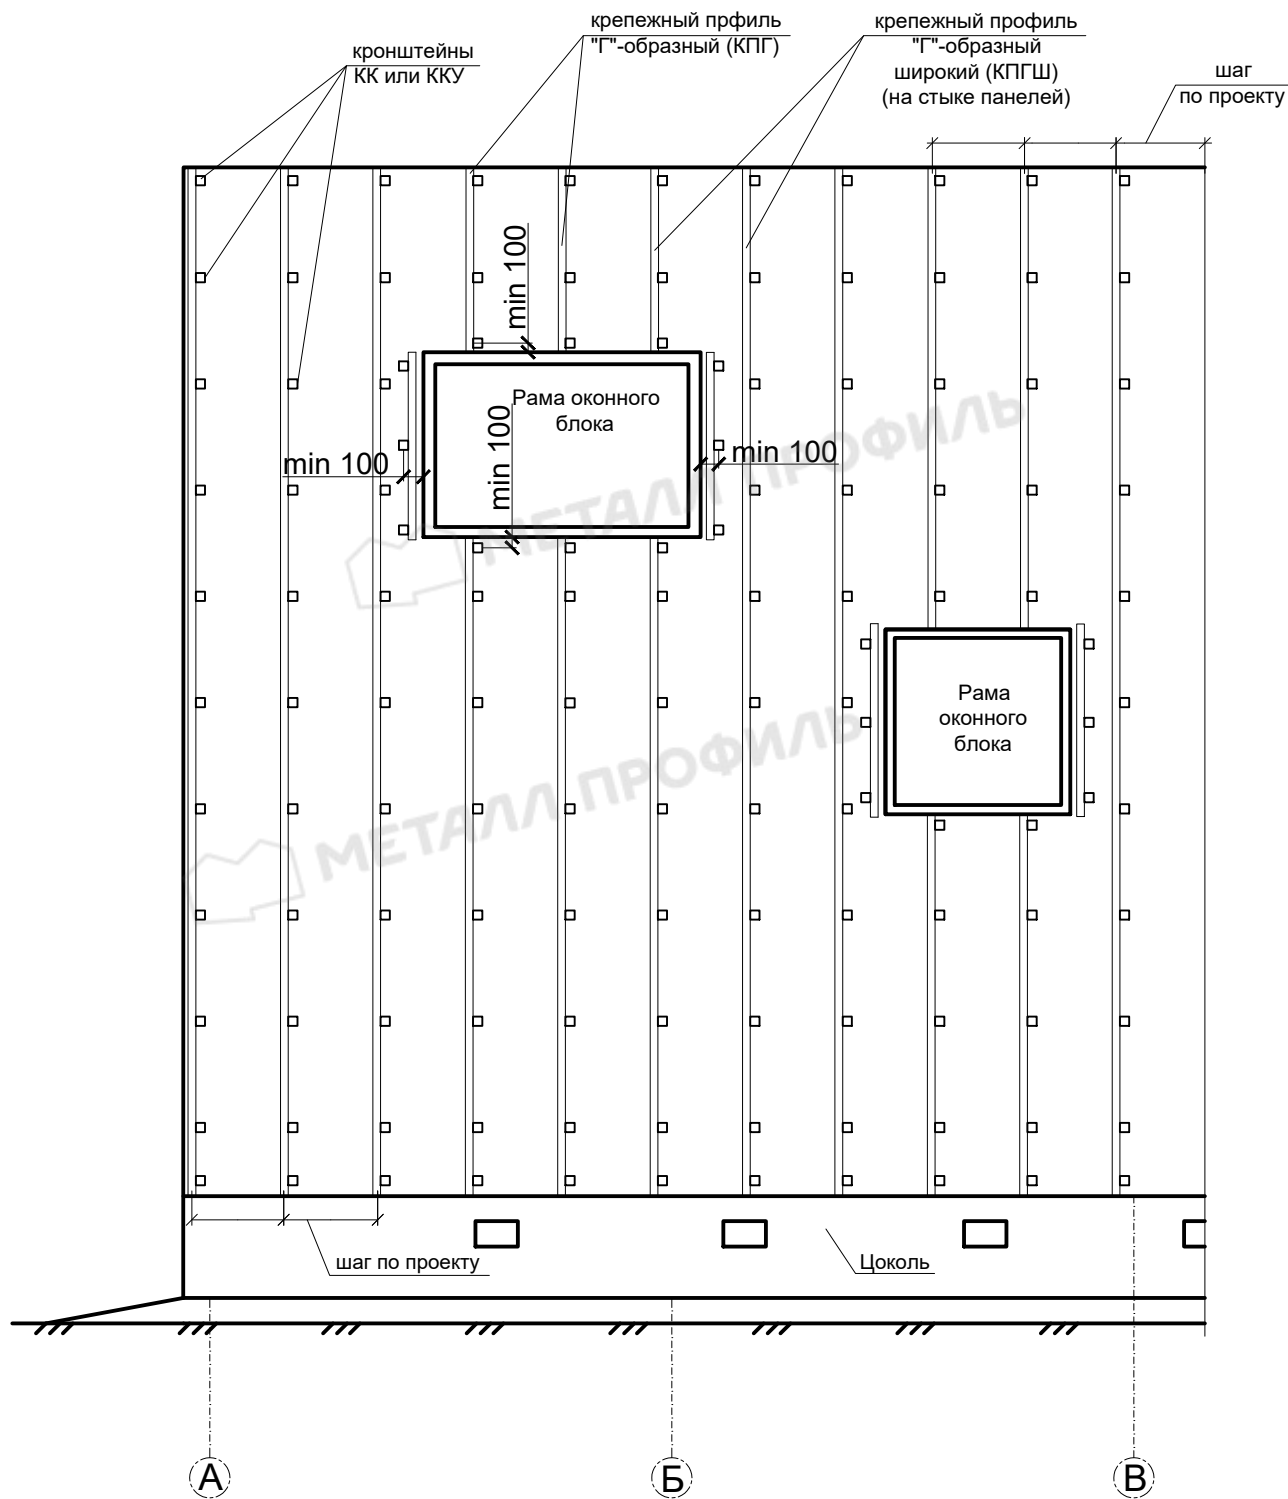 крепежный прфиль
"Г"-образный (КПГ)
крепежный профиль
"Г"-образный
широкий (КПГШ)
(на стыке панелей)
кронштейны
КК или ККУ
шаг
по проекту
min 100
Рама оконного
блока
min 100
min 100
min 100
МЕТАЛЛ ПРОФИЛЬ
Рама
оконного
блока
МЕТАЛЛ ПРОФИЛЬ
шаг по проекту
Цоколь
А
Б
В